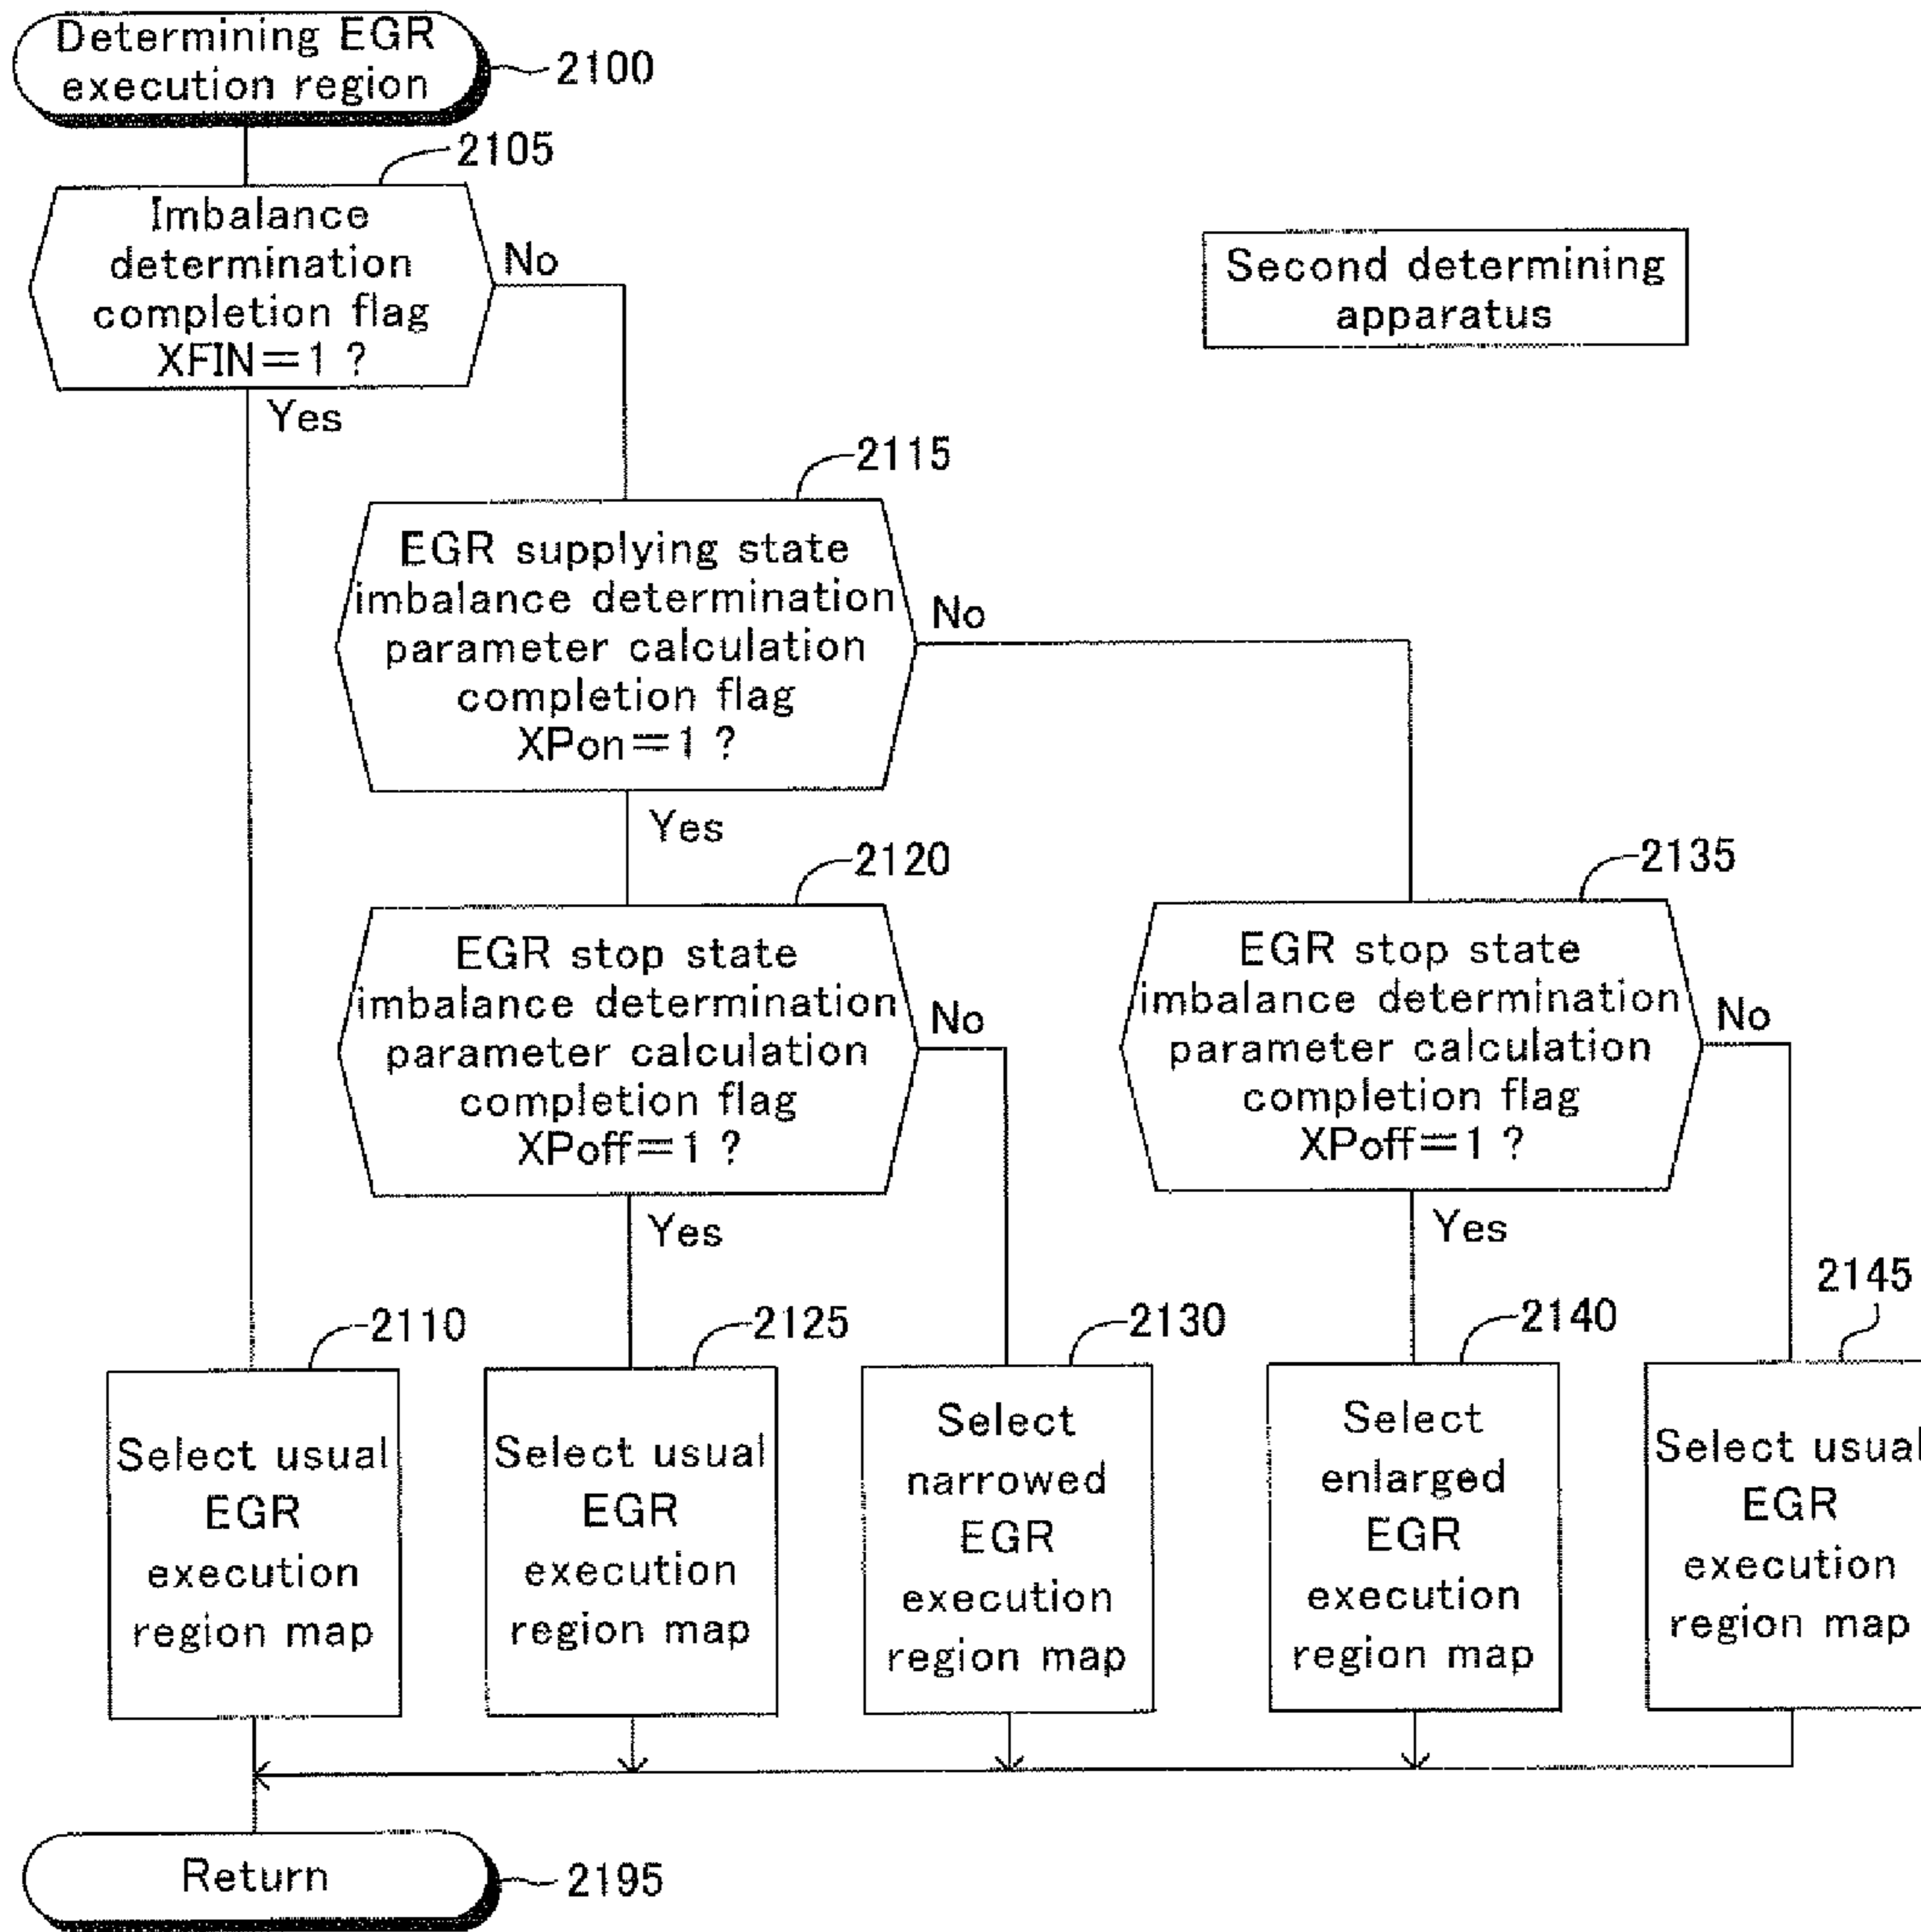 Determining EGR
execution region
2100
2105
Imbalance
determination
completion flag
XFIN=1 ?
No
Yes
Second determining
apparatus
2115
EGR supplying state
imbalance determination
parameter calculation
completion flag
XPon=1 ?
No
Yes
2120
EGR stop state
imbalance determination
parameter calculation
completion flag
XPoff=1 ?
No
Yes
2135
EGR stop state
imbalance determination
parameter calculation
completion flag
XPoff=1 ?
No
Yes
2110
Select usual
EGR
execution
region map
2125
Select usual
EGR
execution
region map
2130
Select
narrowed
EGR
execution
region map
2140
Select
enlarged
EGR
execution
region map
2145
Select usual
EGR
execution
region map
Return
2195